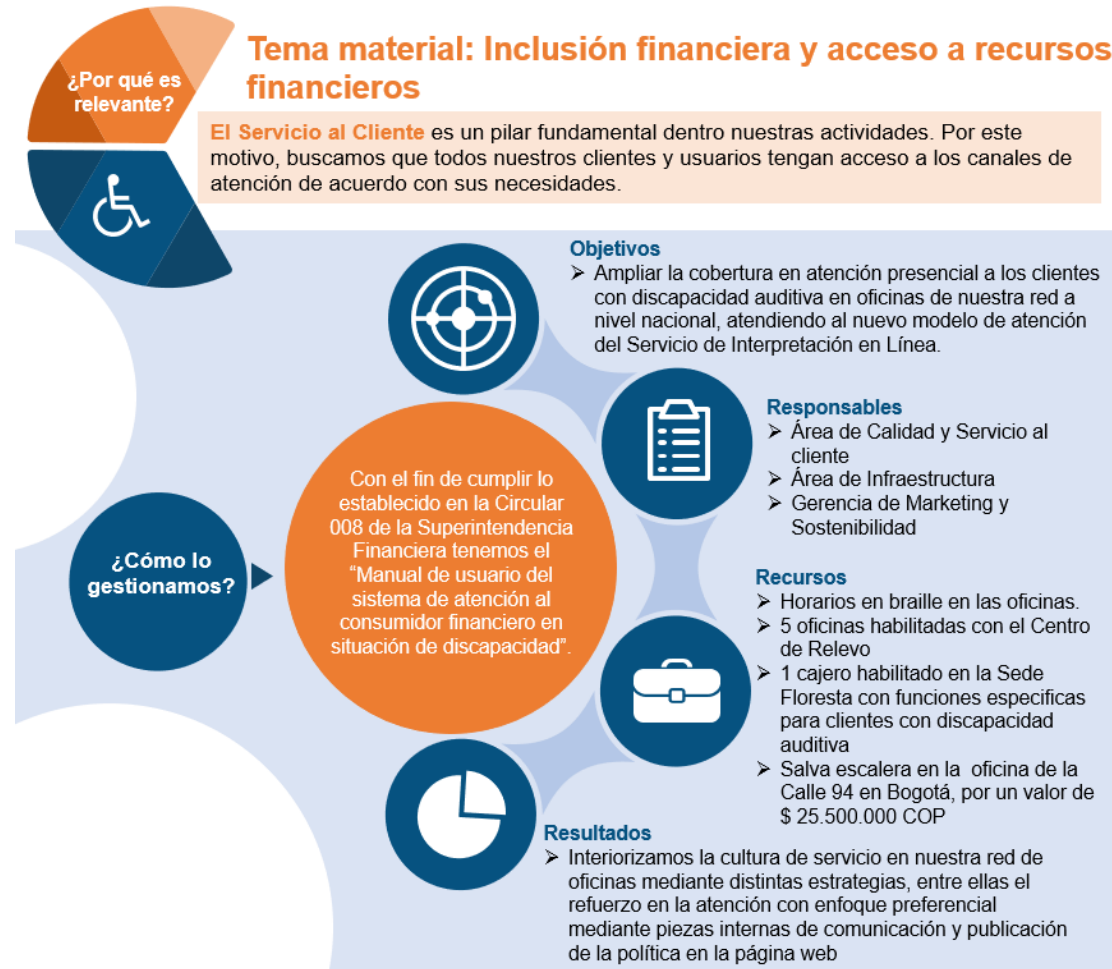 ¿Por qué es
relevante?
Tema material: Inclusión financiera y acceso a recursos
financieros
El Servicio al Cliente es un pilar fundamental dentro nuestras actividades. Por este
motivo, buscamos que todos nuestros clientes y usuarios tengan acceso a los canales de
atención de acuerdo con sus necesidades.
Objetivos
➢ Ampliar la cobertura en atención presencial a los clientes
con discapacidad auditiva en oficinas de nuestra red a
nivel nacional, atendiendo al nuevo modelo de atención
del Servicio de Interpretación en Línea.
Responsables
➢ Área de Calidad y Servicio al
cliente
➢ Área de Infraestructura
➢ Gerencia de Marketing y
Sostenibilidad
¿Cómo lo
gestionamos?
Con el fin de cumplir lo
establecido en la Circular
008 de la Superintendencia
Financiera tenemos el
“Manual de usuario del
sistema de atención al
consumidor financiero en
situación de discapacidad”.
Recursos
➢ Horarios en braille en las oficinas.
➢ 5 oficinas habilitadas con el Centro
de Relevo
➢ 1 cajero habilitado en la Sede
Floresta con funciones especificas
para clientes con discapacidad
auditiva
➢ Salva escalera en la oficina de la
Calle 94 en Bogotá, por un valor de
$ 25.500.000 COP
Resultados
➢ Interiorizamos la cultura de servicio en nuestra red de
oficinas mediante distintas estrategias, entre ellas el
refuerzo en la atención con enfoque preferencial
mediante piezas internas de comunicación y publicación
de la política en la página web